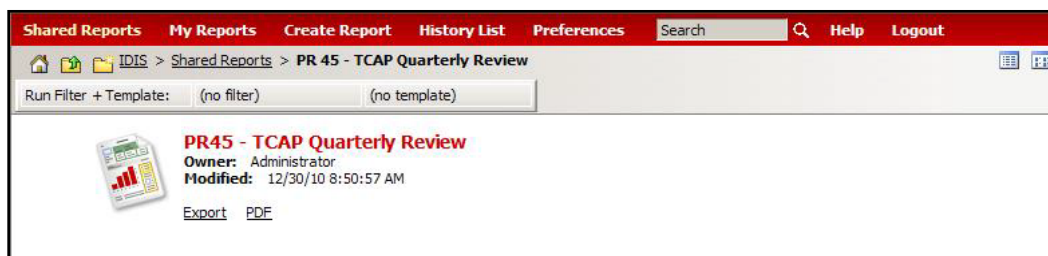 Shared Reports My Reports Create Report History List Preferences Search Help Logout
IDIS > Shared Reports > PR 45 - TCAP Quarterly Review
Run Filter + Template: (no filter) (no template)
PR45 - TCAP Quarterly Review
Owner: Administrator
Modified: 12/30/10 8:50:57 AM
Export PDF